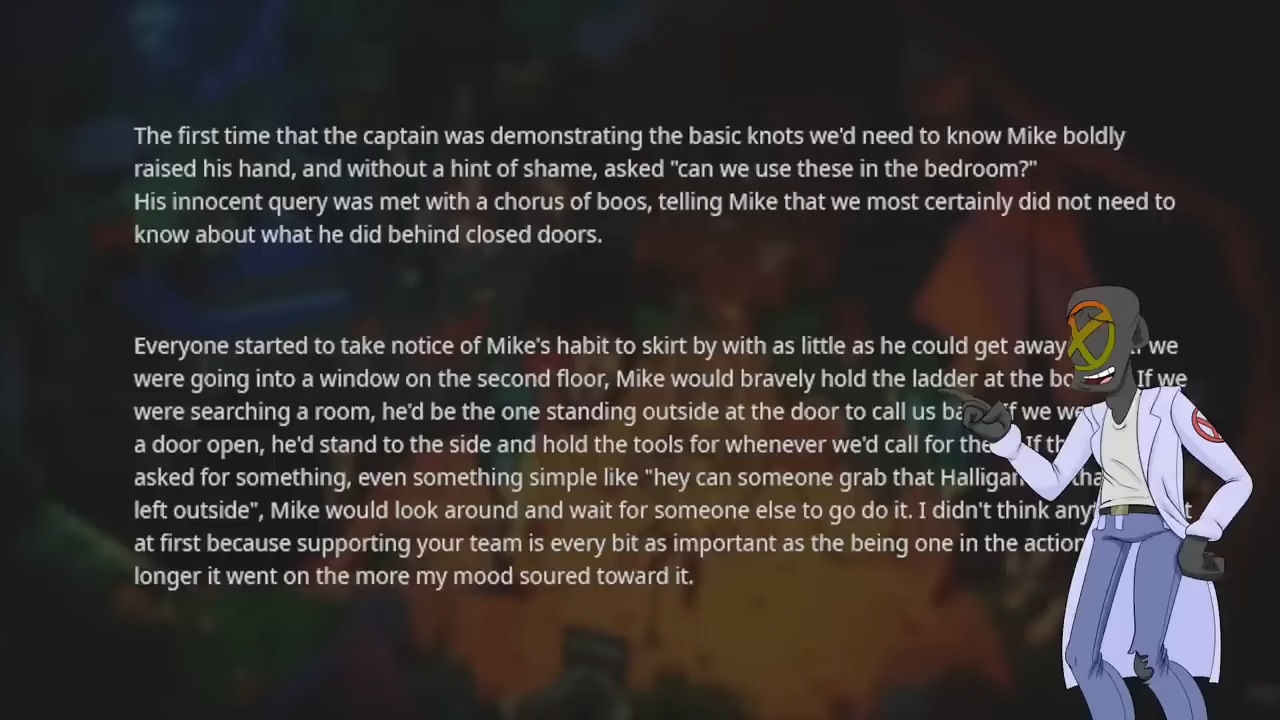 The first time that the captain was demonstrating the basic knots we'd need to know Mike boldly
raised his hand, and without a hint of shame, asked "can we use these in the bedroom?"
His innocent query was met with a chorus of boos, telling Mike that we most certainly did not need to
know about what he did behind closed doors.
Everyone started to take notice of Mike's habit to skirt by with as little as he could get away we
were going into a window on the second floor, Mike would bravely hold the ladder at the If we
were searching a room, he'd be the one standing outside at the door to call us if we
a door open, he'd stand to the side and hold the tools for whenever we'd call for If
asked for something, even something simple like "hey can someone grab that Halligan
left outside", Mike would look around and wait for someone else to go do it. I didn't think
at first because supporting your team is every bit as important as the being one in the action
longer it went on the more my mood soured toward it.